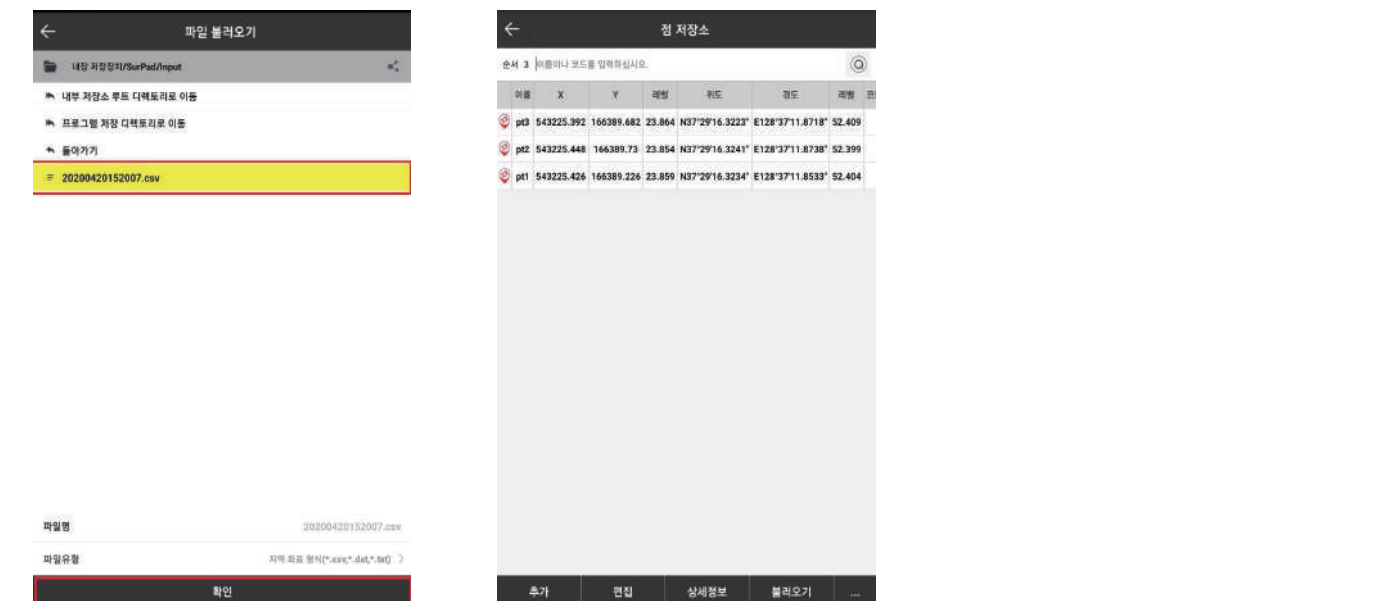 파일 불러오기
내장 저장장치/SurPad/Input
내부 저장소 루트 디렉토리로 이동
프로그램 저장 디렉토리로 이동
돌아가기
20200420152007.csv
파일명 20200420152007.csv
파일유형 지역 좌표 형식(*.csv,*.dat,*.txt)
확인
점 저장소
순서 3 이름이나 코드를 입력하십시오.
이름 X Y 레벨 위도 경도 레벨 코
pt3 543225.392 166389.682 23.864 N37°29'16.3223" E128°37'11.8718" 52.409
pt2 543225.448 166389.73 23.854 N37°29'16.3241" E128°37'11.8738" 52.399
pt1 543225.426 166389.226 23.859 N37°29'16.3234" E128°37'11.8533" 52.404
추가 편집 상세정보 불러오기 ...